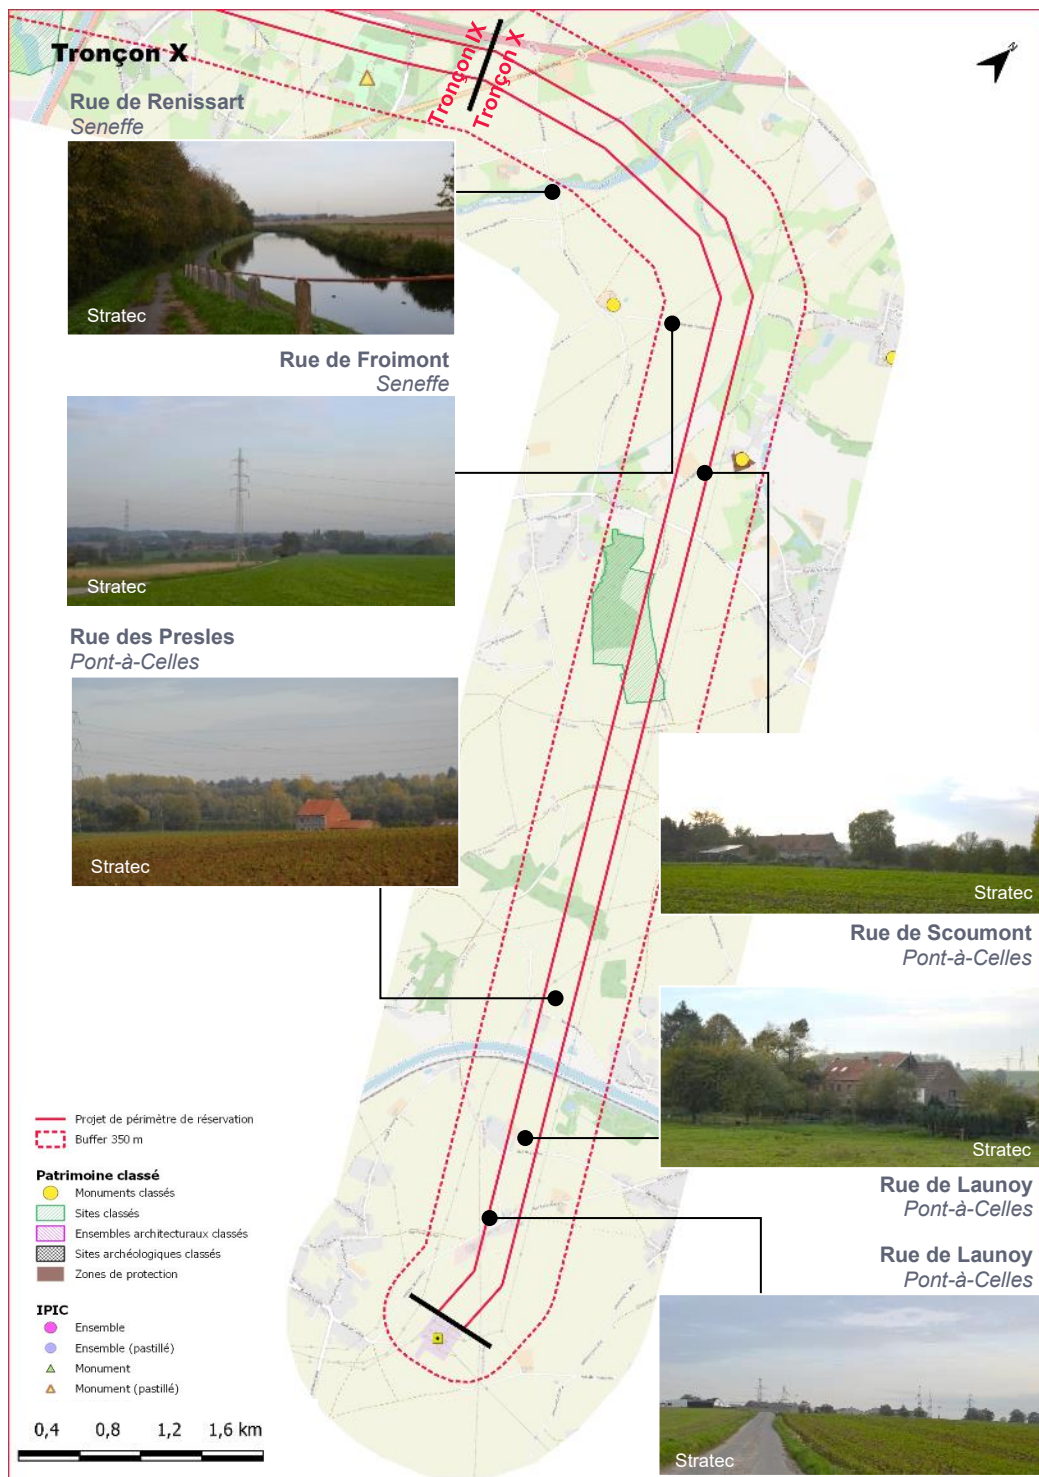 Tronçon X
Tronçon IX
Tronçon X
N
Rue de Renissart
Seneffe
Stratec
Rue de Froimont
Seneffe
Stratec
Rue des Presles
Pont-à-Celles
Stratec
Stratec
Rue de Scoumont
Pont-à-Celles
Stratec
Rue de Launoy
Pont-à-Celles
Rue de Launoy
Pont-à-Celles
Stratec
Projet de périmètre de réservation
Buffer 350 m
Patrimoine classé
Monuments classés
Sites classés
Ensembles architecturaux classés
Sites archéologiques classés
Zones de protection
IPIC
Ensemble
Ensemble (pastillé)
Monument
Monument (pastillé)
0,4 0,8 1,2 1,6 km